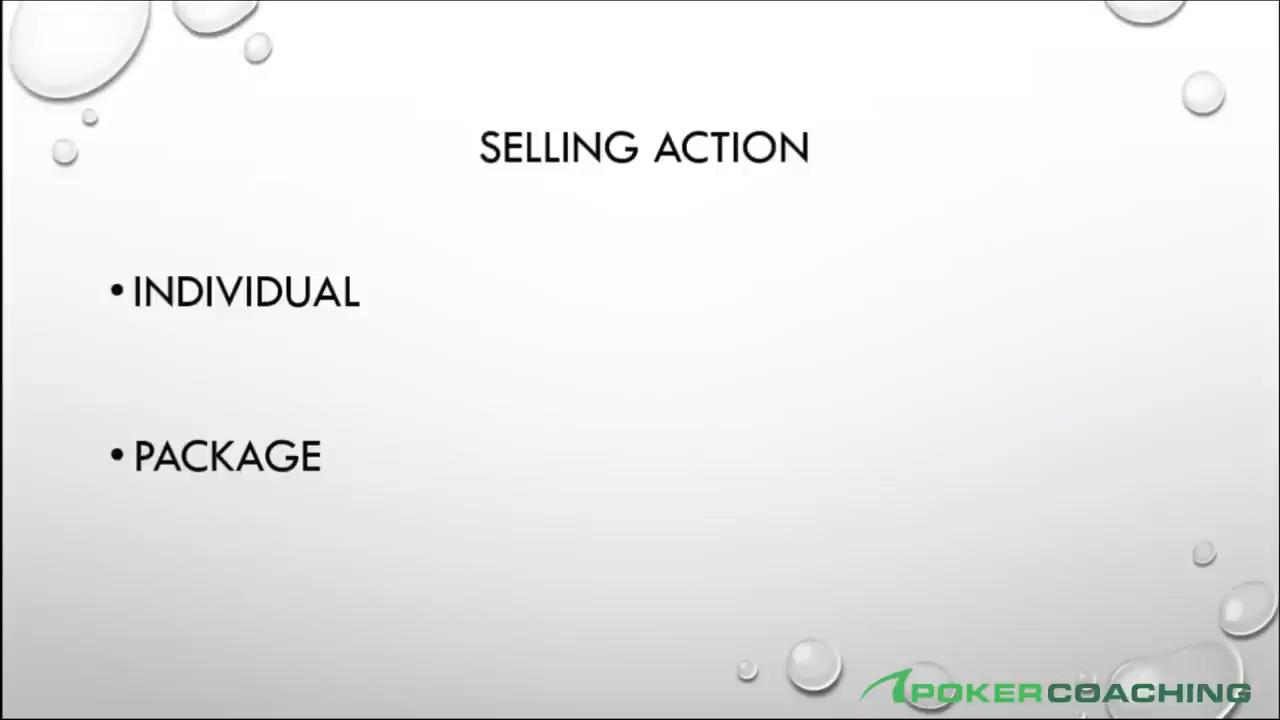 SELLING ACTION
• INDIVIDUAL
• PACKAGE
POKERCOACHING